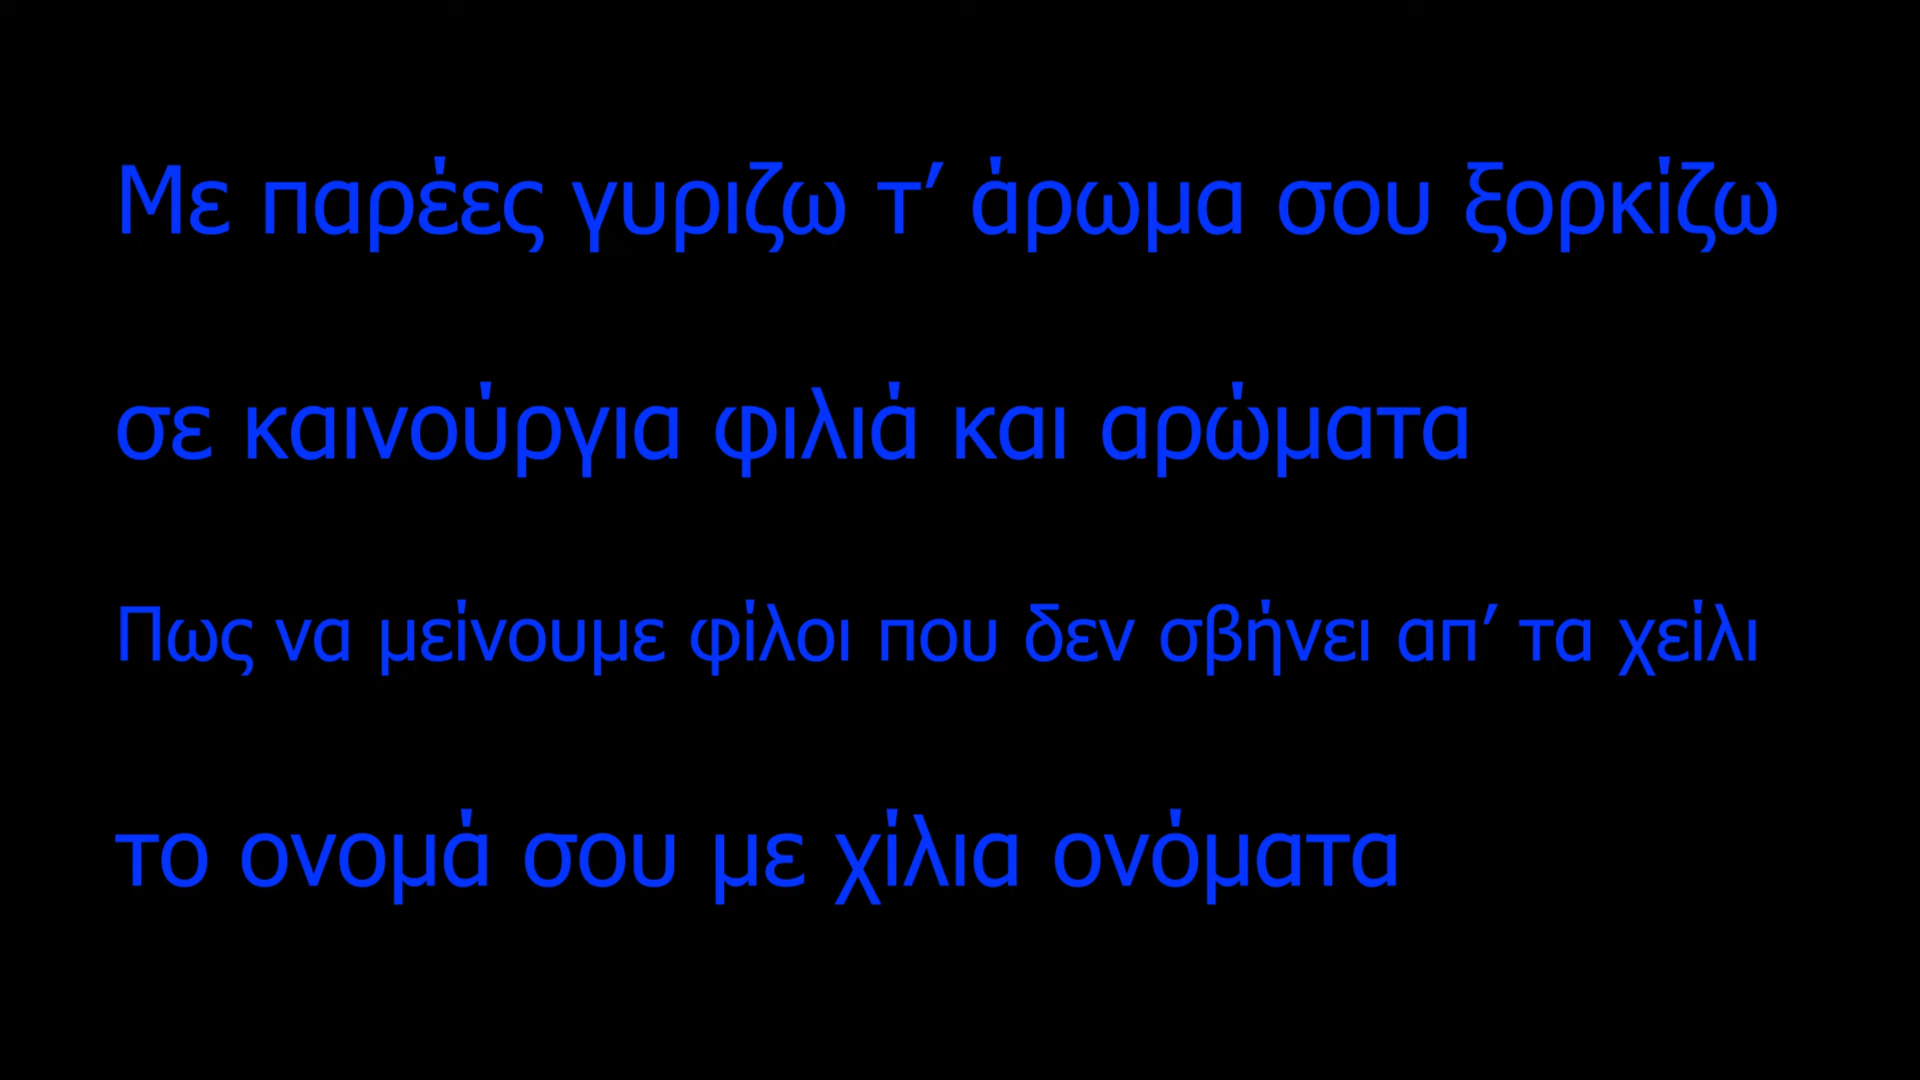 Με παρέες γυριζω τ’ άρωμα σου ξορκίζω
σε καινούργια φιλιά και αρώματα
Πως να μείνουμε φίλοι που δεν σβήνει απ’ τα χείλι
το ονομά σου με χίλια ονόματα